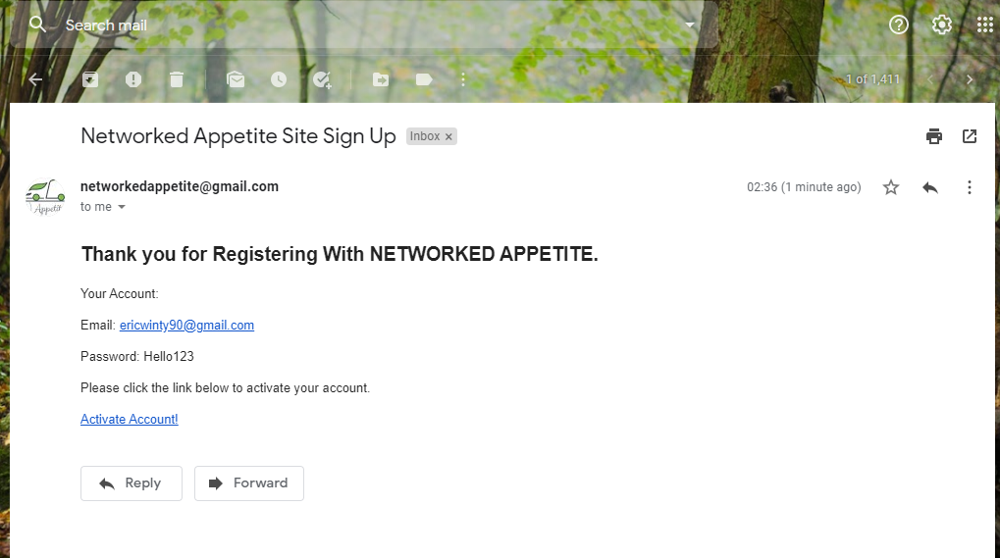 Search mail
1 of 1,411
Networked Appetite Site Sign Up Inbox ×
networkedappetite@gmail.com 02:36 (1 minute ago)
to me
Appetit
Thank you for Registering With NETWORKED APPETITE.
Your Account:
Email: ericwinty90@gmail.com
Password: Hello123
Please click the link below to activate your account.
Activate Account!
Reply Forward